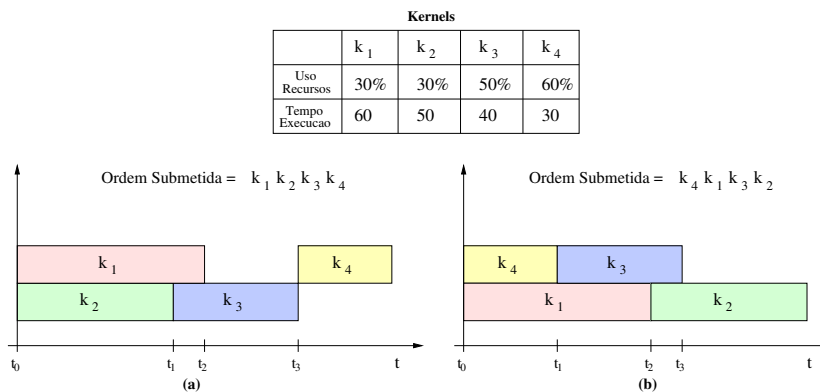 Kernels
k 1 k 2 k 3 k 4
Uso
Recursos 30% 30% 50% 60%
Tempo
Execucao 60 50 40 30
Ordem Submetida = k 1 k 2 k 3 k 4
k 1
k 4
k 2
k 3
t0 t1 t2 t3 t
(a)
Ordem Submetida = k 4 k 1 k 3 k 2
k 4
k 3
k 1
k 2
t0 t1 t2 t3 t
(b)